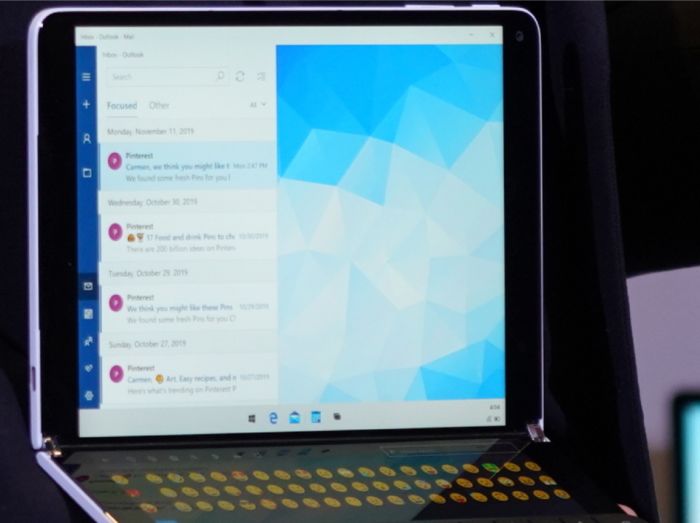 Inbox - Outlook - Mail
Inbox - Outlook
Search
Focused Other All
Monday, November 11, 2019
P
Pinterest
Carmen, we think you might like t Mon 2:47 PM
We found some fresh Pins for you
Wednesday, October 30, 2019
P
Pinterest
17 Food and drink Pins to ch 10/30/2019
There are 200 billion ideas on Pinteres
Tuesday, October 29, 2019
P
Pinterest
We think you might like these Pins 10/29/2019
We found some fresh Pins for you C
Sunday, October 27, 2019
P
Pinterest
Carmen, Art, Easy recipes, and n 10/27/2019
Here's what's trending on Pinterest